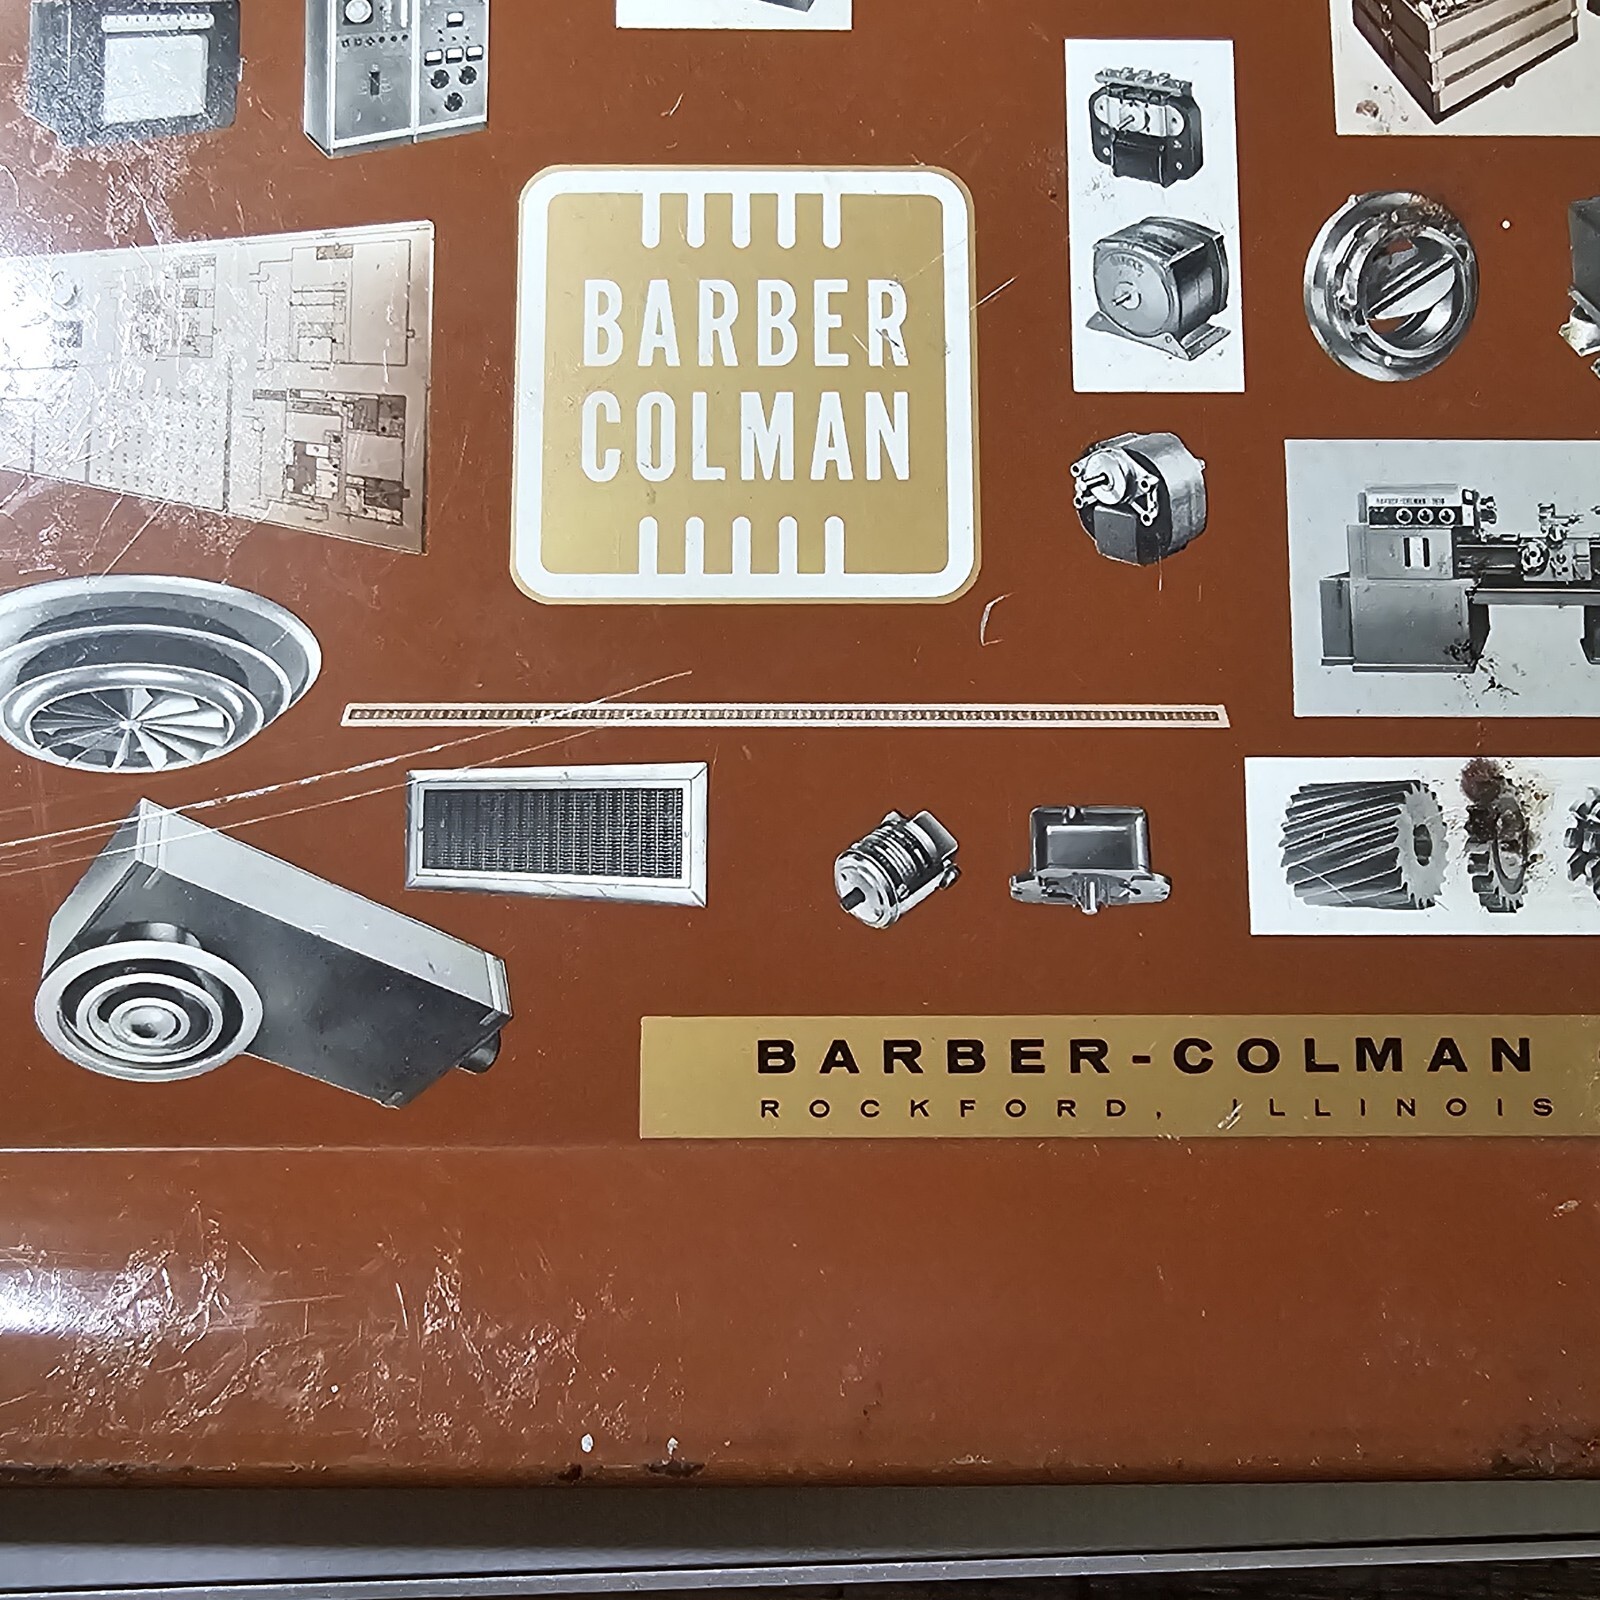 BARBER
COLMAN
BARBER-COLMAN
ROCKFORD, ILLINOIS